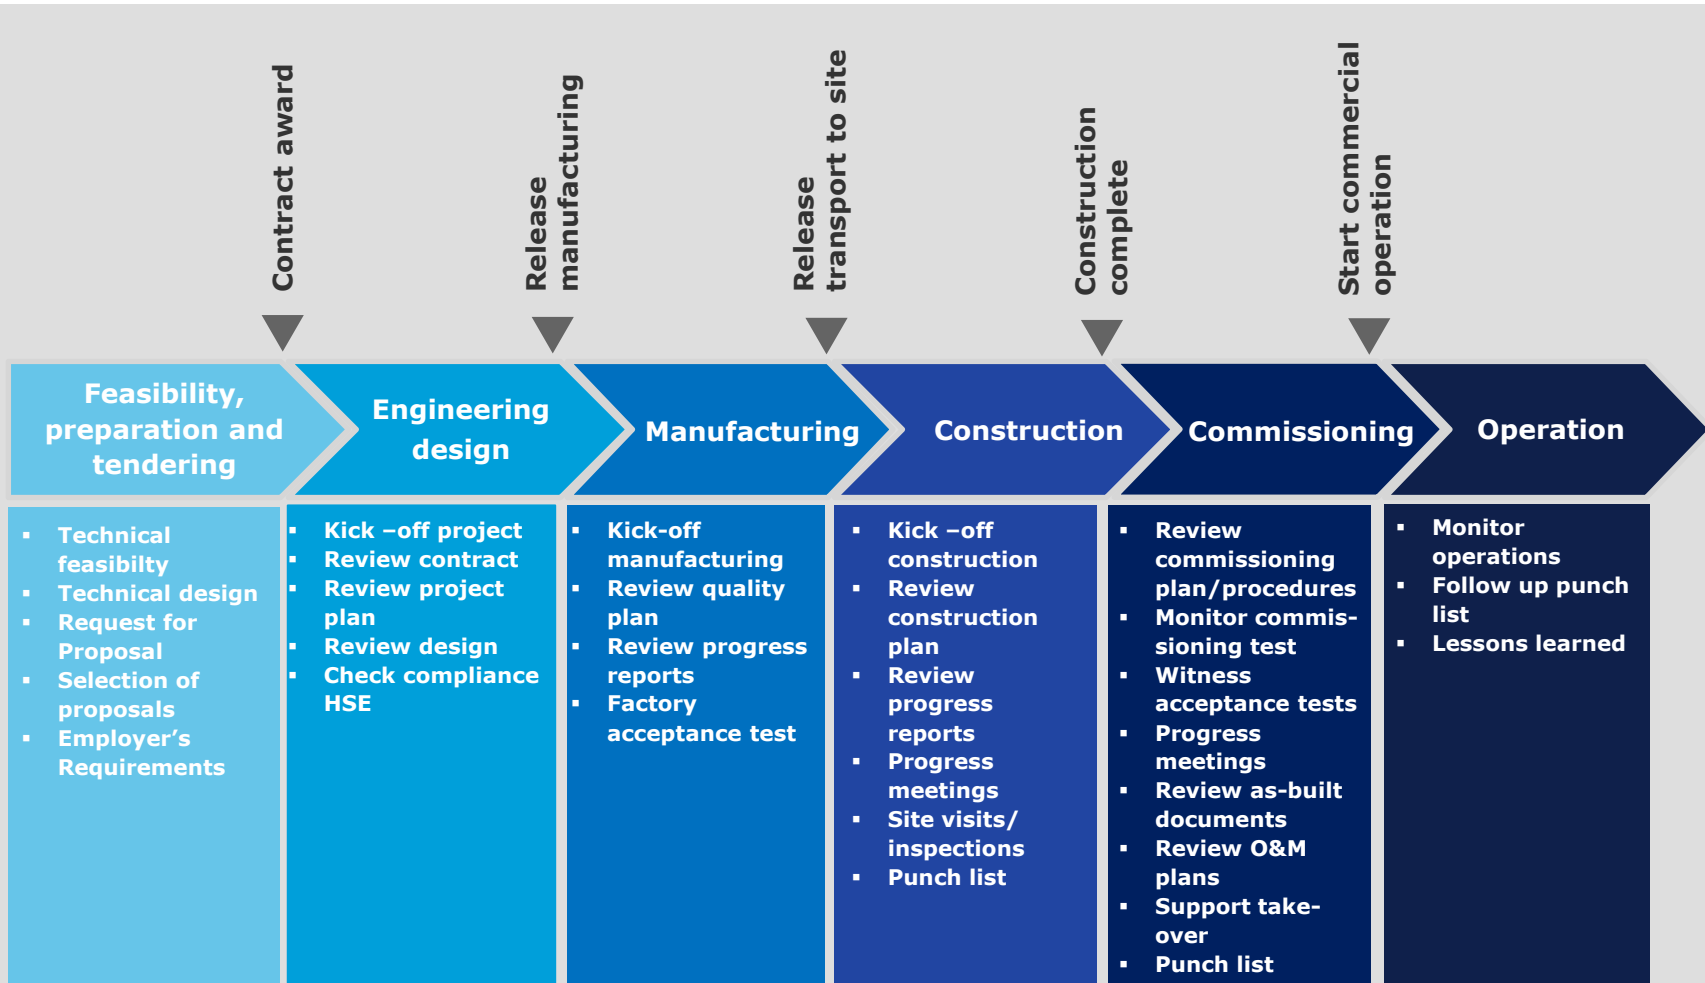 Contract award
Release
manufacturing
Release
transport to site
Construction
complete
Start commercial
operation
Feasibility,
preparation and
tendering
Engineering
design
Manufacturing
Construction
Commissioning
Operation
▪ Technical
feasibilty
▪ Technical design
▪ Request for
Proposal
▪ Selection of
proposals
▪ Employer’s
Requirements
▪ Kick –off project
▪ Review contract
▪ Review project
plan
▪ Review design
▪ Check compliance
HSE
▪ Kick-off
manufacturing
▪ Review quality
plan
▪ Review progress
reports
▪ Factory
acceptance test
▪ Kick –off
construction
▪ Review
construction
plan
▪ Review
progress
reports
▪ Progress
meetings
▪ Site visits/
inspections
▪ Punch list
▪ Review
commissioning
plan/procedures
▪ Monitor commis-
sioning test
▪ Witness
acceptance tests
▪ Progress
meetings
▪ Review as-built
documents
▪ Review O&M
plans
▪ Support take-
over
▪ Punch list
▪ Monitor
operations
▪ Follow up punch
list
▪ Lessons learned